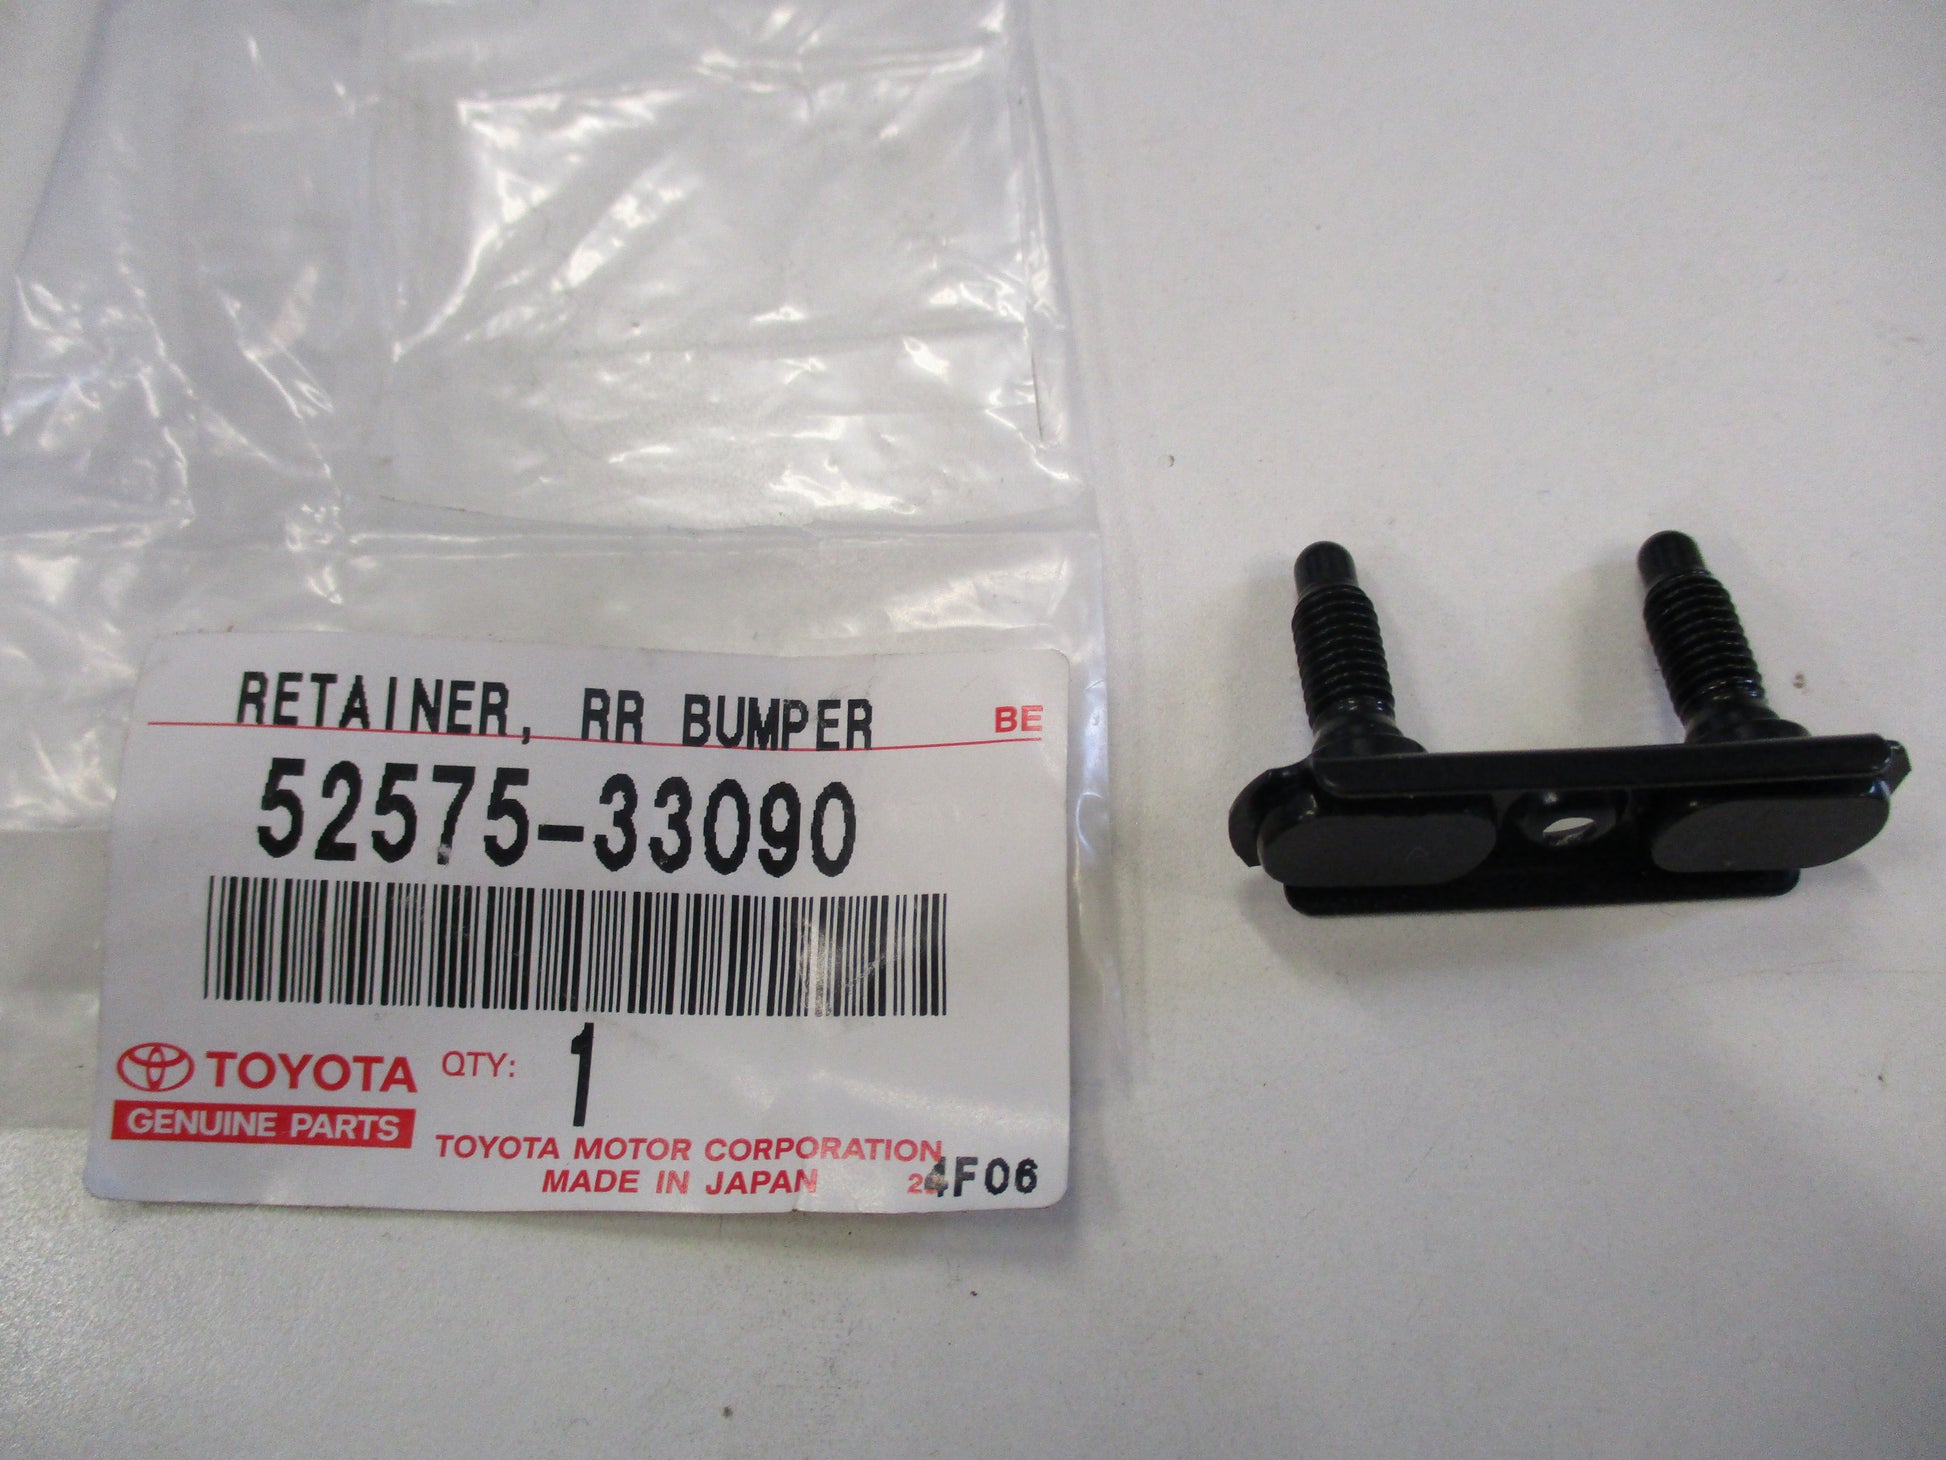 RETAINER, RR BUMPER
BE
52575-33090
TOYOTA
QTY: 1
GENUINE PARTS
TOYOTA MOTOR CORPORATION
MADE IN JAPAN
4F06